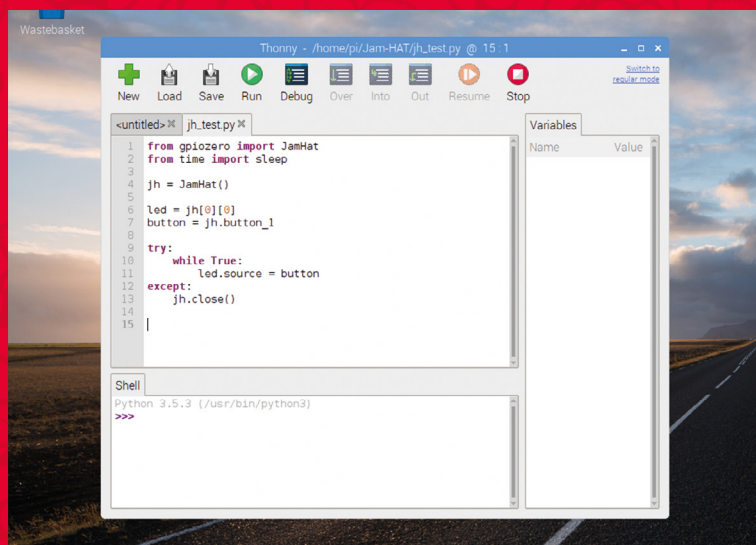 Wastebasket
Thonny - /home/pi/Jam-HAT/jh_test.py @ 15 : 1
New Load Save Run Debug Over Into Out Resume Stop
Switch to
regular mode
<untitled> jh_test.py
1 from gpiozero import JamHat
2 from time import sleep
3
4 jh = JamHat()
5
6 led = jh[0][0]
7 button = jh.button_1
8
9 try:
10     while True:
11         led.source = button
12 except:
13     jh.close()
14
15
Variables
Name Value
Shell
Python 3.5.3 (/usr/bin/python3)
>>>